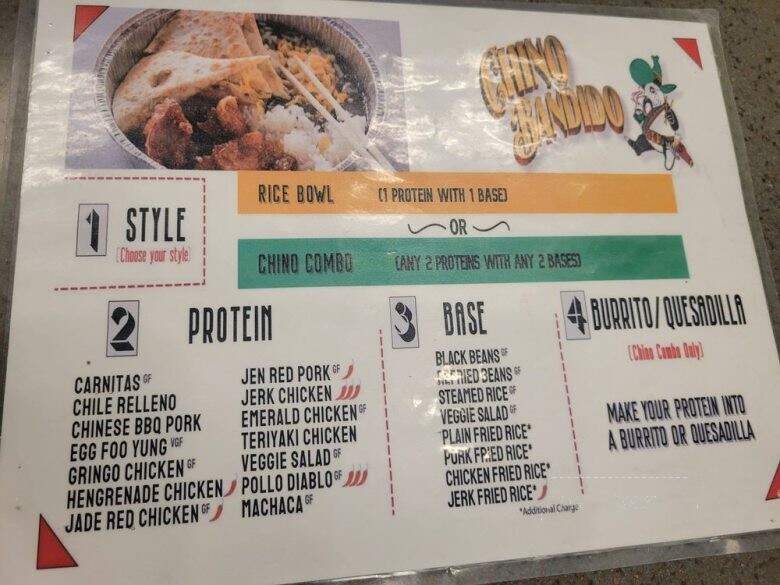 CHINO
BANDIDO
1 STYLE
(Choose your style)
RICE BOWL (1 PROTEIN WITH 1 BASE)
OR
CHINO COMBO (ANY 2 PROTEINS WITH ANY 2 BASES)
2 PROTEIN
CARNITAS GF
CHILE RELLENO
CHINESE BBQ PORK
EGG FOO YUNG VGF
GRINGO CHICKEN GF
HENGRENADE CHICKEN
JADE RED CHICKEN GF
JEN RED PORK GF
JERK CHICKEN
EMERALD CHICKEN GF
TERIYAKI CHICKEN
VEGGIE SALAD GF
POLLO DIABLO GF
MACHACA GF
3 BASE
BLACK BEANS GF
REFRIED BEANS GF
STEAMED RICE GF
VEGGIE SALAD GF
PLAIN FRIED RICE*
PORK FRIED RICE*
CHICKEN FRIED RICE*
JERK FRIED RICE*
*Additional Charge
4 BURRITO/QUESADILLA
(Chino Combo Only)
MAKE YOUR PROTEIN INTO
A BURRITO OR QUESADILLA